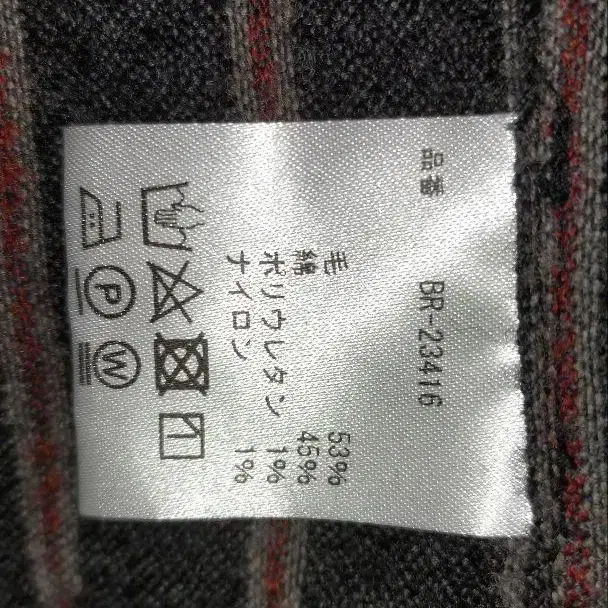 品番 BR-23416
毛 53%
綿 45%
ポリウレタン 1%
ナイロン 1%
P
W